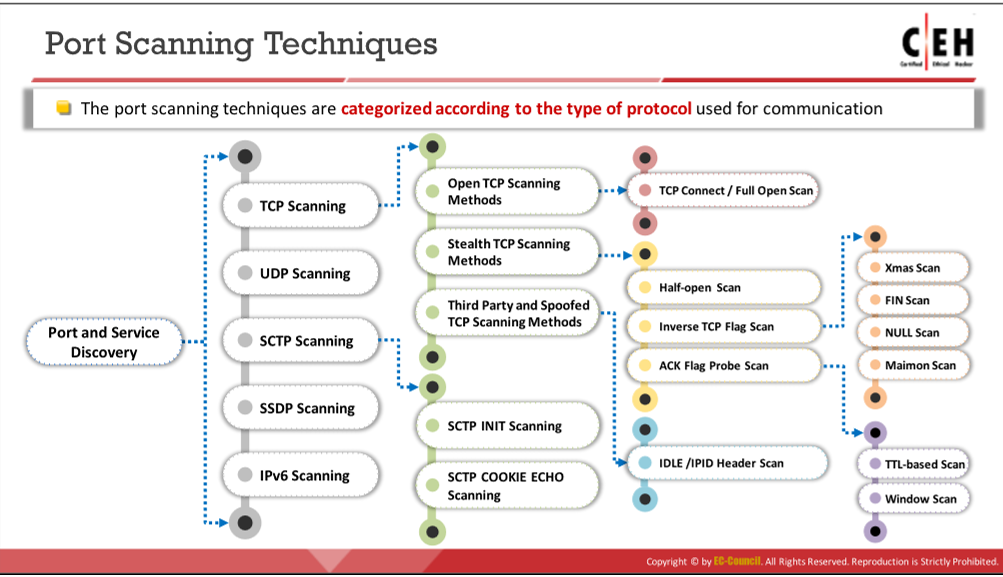 Port Scanning Techniques
C|EH
Certified Ethical Hacker
The port scanning techniques are categorized according to the type of protocol used for communication
Port and Service
Discovery
TCP Scanning
UDP Scanning
SCTP Scanning
SSDP Scanning
IPv6 Scanning
Open TCP Scanning
Methods
Stealth TCP Scanning
Methods
Third Party and Spoofed
TCP Scanning Methods
SCTP INIT Scanning
SCTP COOKIE ECHO
Scanning
TCP Connect / Full Open Scan
Half-open Scan
Inverse TCP Flag Scan
ACK Flag Probe Scan
IDLE /IPID Header Scan
Xmas Scan
FIN Scan
NULL Scan
Maimon Scan
TTL-based Scan
Window Scan
Copyright © by EC-Council. All Rights Reserved. Reproduction is Strictly Prohibited.